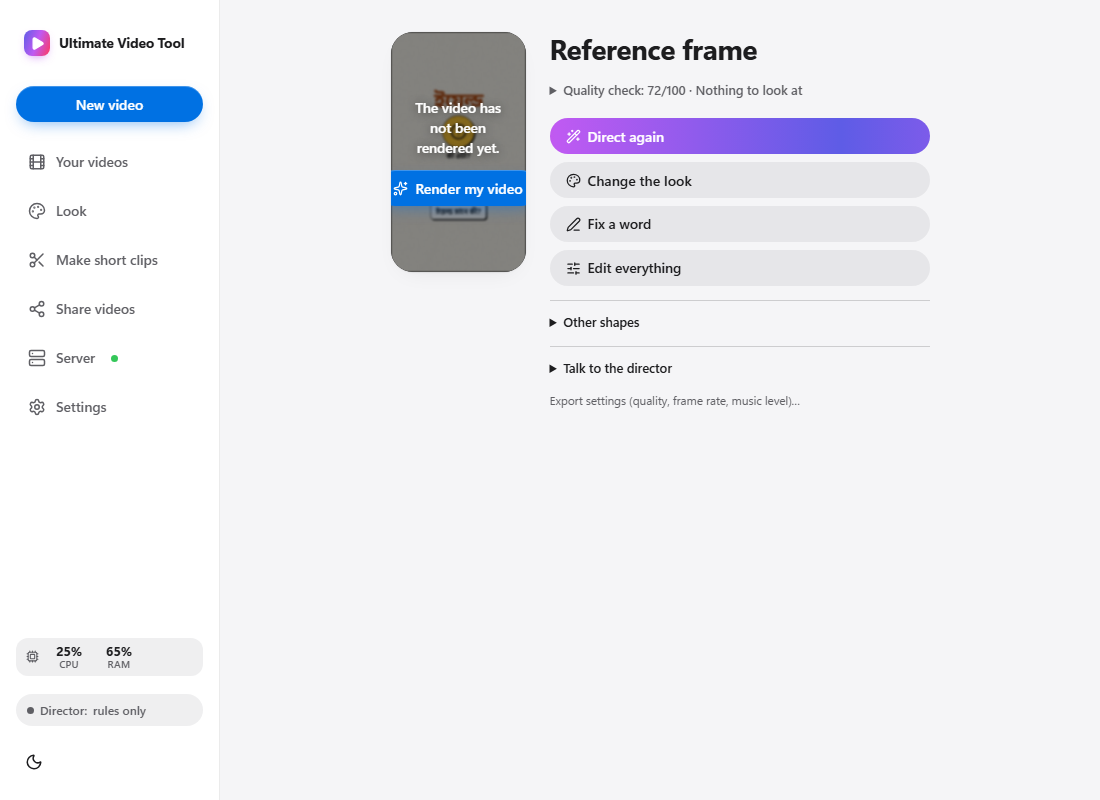 Ultimate Video Tool
New video
Your videos
Look
Make short clips
Share videos
Server
Settings
25%
CPU
65%
RAM
Director: rules only
The video has
not been
rendered yet.
Render my video
Reference frame
Quality check: 72/100 · Nothing to look at
Direct again
Change the look
Fix a word
Edit everything
Other shapes
Talk to the director
Export settings (quality, frame rate, music level)...